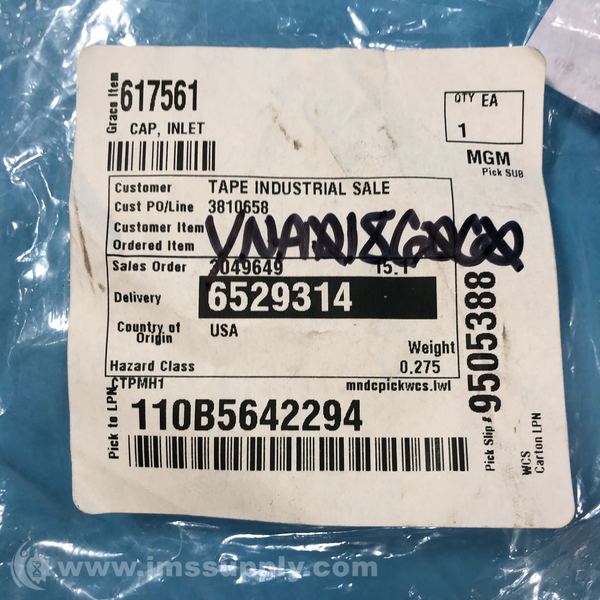 Graco Item 617561
CAP, INLET
QTY EA
1
MGM
Pick SUB
Customer TAPE INDUSTRIAL SALE
Cust PO/Line 3810658
Customer Item
Ordered Item
Sales Order 2049649 15.1
Delivery 6529314
Country of Origin USA
Weight
Hazard Class 0.275
CTPMH1 mndcpickwcs.lwl
Pick to LPN 110B5642294
Pick Slip # 9505388
WCS
Carton LPN
www.imssupply.com